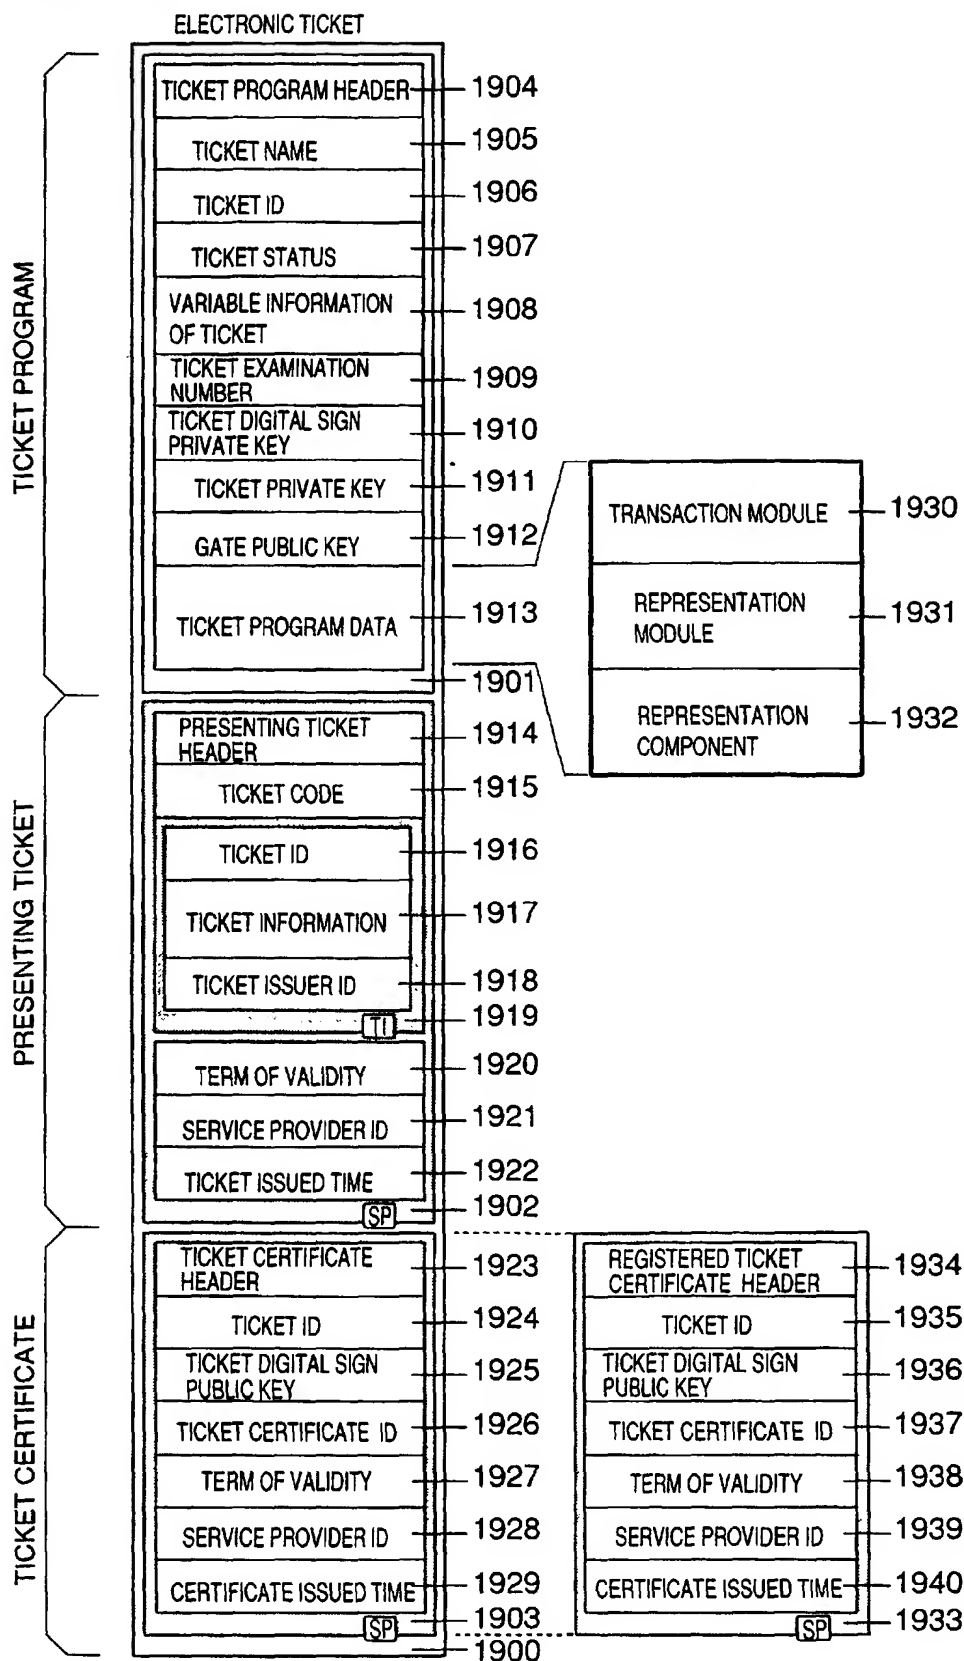 ELECTRONIC TICKET
TICKET PROGRAM
TICKET PROGRAM HEADER 1904
TICKET NAME 1905
TICKET ID 1906
TICKET STATUS 1907
VARIABLE INFORMATION
OF TICKET 1908
TICKET EXAMINATION
NUMBER 1909
TICKET DIGITAL SIGN
PRIVATE KEY 1910
TICKET PRIVATE KEY 1911
GATE PUBLIC KEY 1912
TICKET PROGRAM DATA 1913
1901
TRANSACTION MODULE 1930
REPRESENTATION
MODULE 1931
REPRESENTATION
COMPONENT 1932
PRESENTING TICKET
PRESENTING TICKET
HEADER 1914
TICKET CODE 1915
TICKET ID 1916
TICKET INFORMATION 1917
TICKET ISSUER ID 1918
TI 1919
TERM OF VALIDITY 1920
SERVICE PROVIDER ID 1921
TICKET ISSUED TIME 1922
SP 1902
TICKET CERTIFICATE
TICKET CERTIFICATE
HEADER 1923
TICKET ID 1924
TICKET DIGITAL SIGN
PUBLIC KEY 1925
TICKET CERTIFICATE ID 1926
TERM OF VALIDITY 1927
SERVICE PROVIDER ID 1928
CERTIFICATE ISSUED TIME 1929
SP 1903
1900
REGISTERED TICKET
CERTIFICATE HEADER 1934
TICKET ID 1935
TICKET DIGITAL SIGN
PUBLIC KEY 1936
TICKET CERTIFICATE ID 1937
TERM OF VALIDITY 1938
SERVICE PROVIDER ID 1939
CERTIFICATE ISSUED TIME 1940
SP 1933